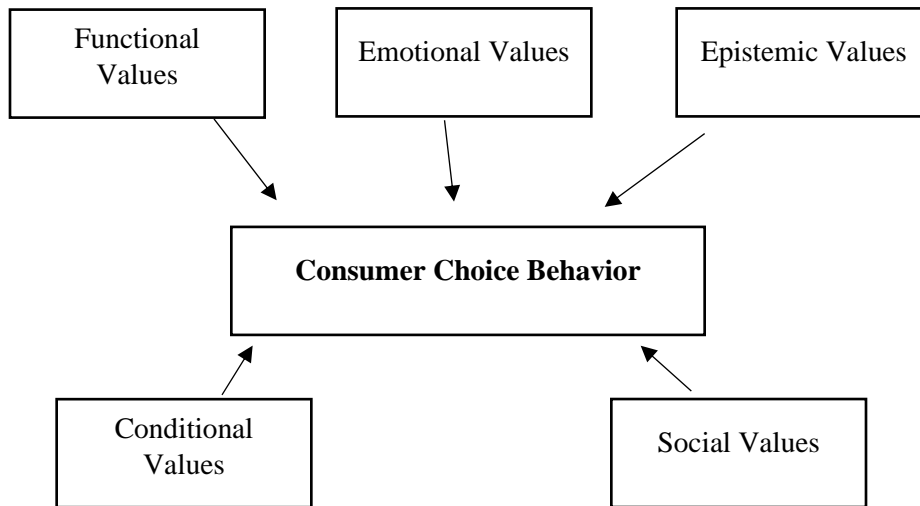 Functional
Values
Emotional Values
Epistemic Values
Consumer Choice Behavior
Conditional
Values
Social Values